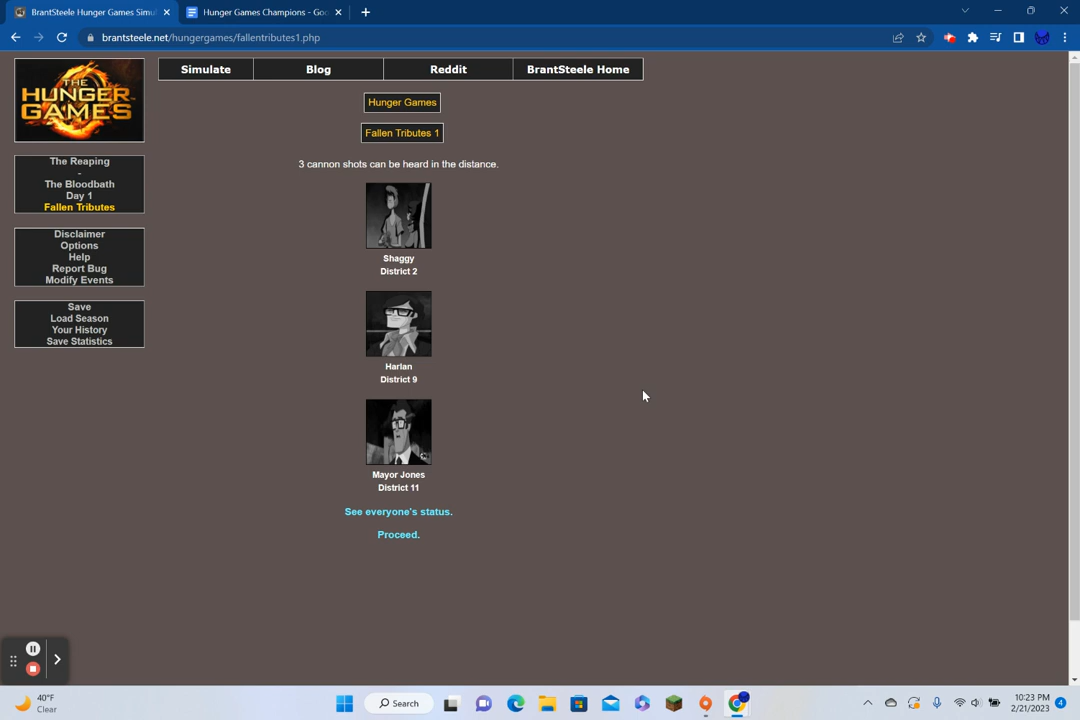 BrantSteele Hunger Games Simu
Hunger Games Champions - Goo
brantsteele.net/hungergames/fallentributes1.php
THE
HUNGER
GAMES
Simulate
Blog
Reddit
BrantSteele Home
Hunger Games
Fallen Tributes 1
The Reaping
-
The Bloodbath
Day 1
Fallen Tributes
Disclaimer
Options
Help
Report Bug
Modify Events
Save
Load Season
Your History
Save Statistics
3 cannon shots can be heard in the distance.
Shaggy
District 2
Harlan
District 9
Mayor Jones
District 11
See everyone's status.
Proceed.
40°F
Clear
Search
10:23 PM
2/21/2023
4